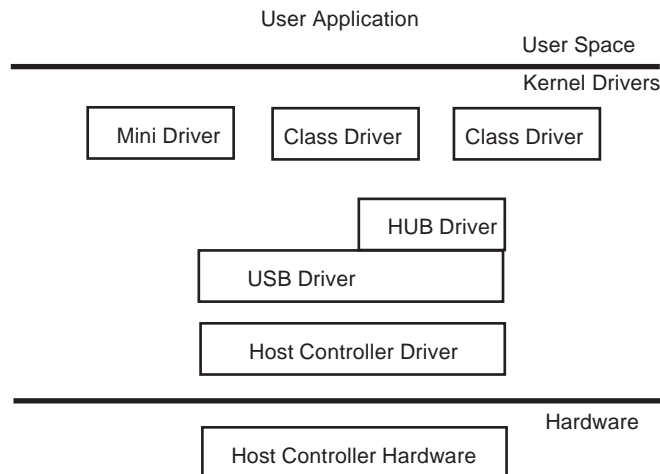 User Application
User Space
Kernel Drivers
Mini Driver
Class Driver
Class Driver
HUB Driver
USB Driver
Host Controller Driver
Hardware
Host Controller Hardware